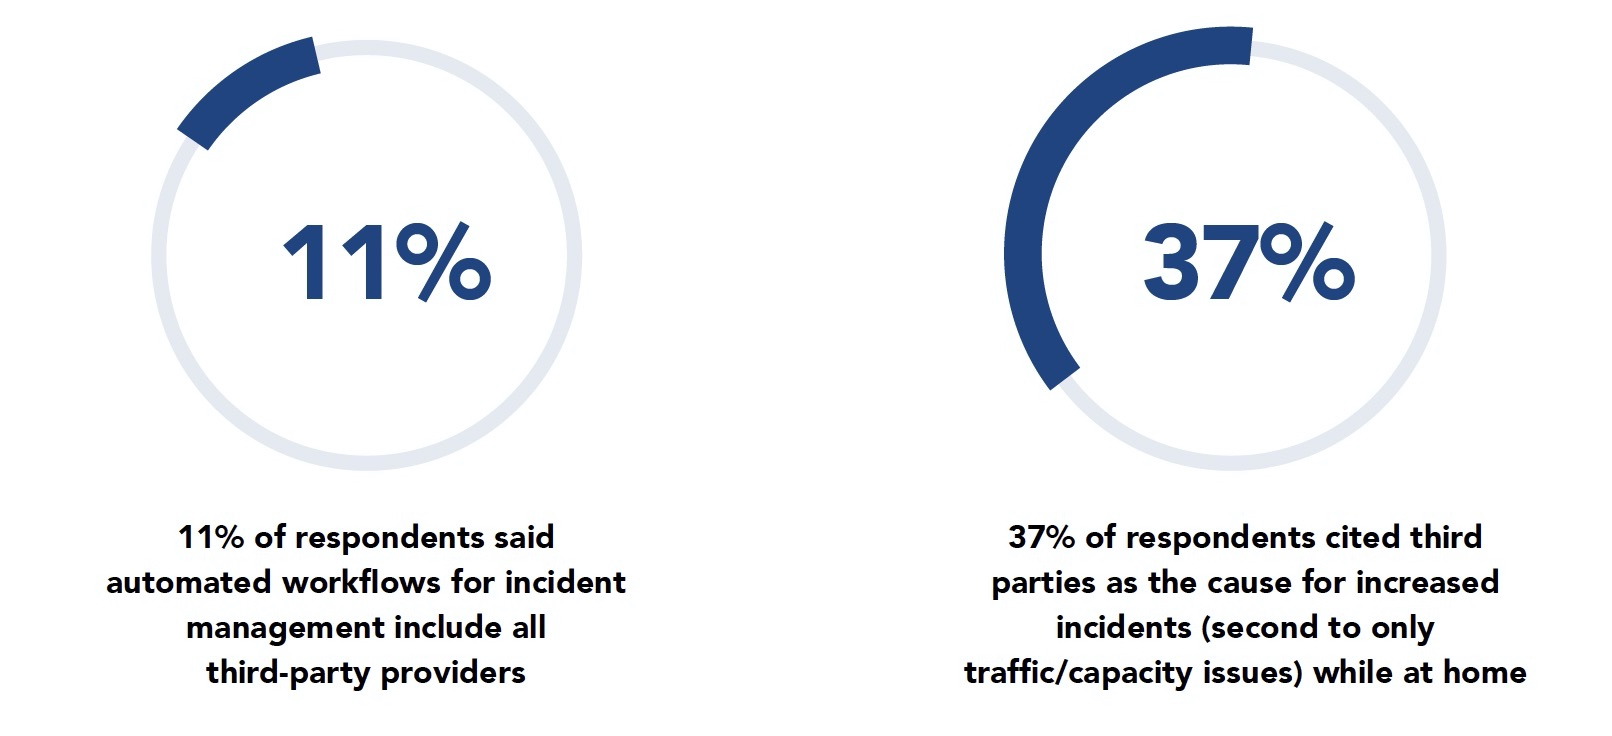 11%
11% of respondents said
automated workflows for incident
management include all
third-party providers
37%
37% of respondents cited third
parties as the cause for increased
incidents (second to only
traffic/capacity issues) while at home